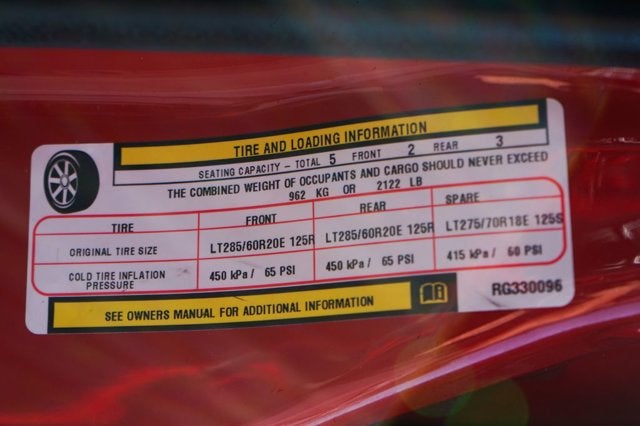 TIRE AND LOADING INFORMATION
SEATING CAPACITY – TOTAL 5 FRONT 2 REAR 3
THE COMBINED WEIGHT OF OCCUPANTS AND CARGO SHOULD NEVER EXCEED
962 KG OR 2122 LB
TIRE FRONT REAR SPARE
ORIGINAL TIRE SIZE LT285/60R20E 125R LT285/60R20E 125R LT275/70R18E 125S
COLD TIRE INFLATION PRESSURE 450 kPa / 65 PSI 450 kPa / 65 PSI 415 kPa / 60 PSI
SEE OWNERS MANUAL FOR ADDITIONAL INFORMATION
RG330096